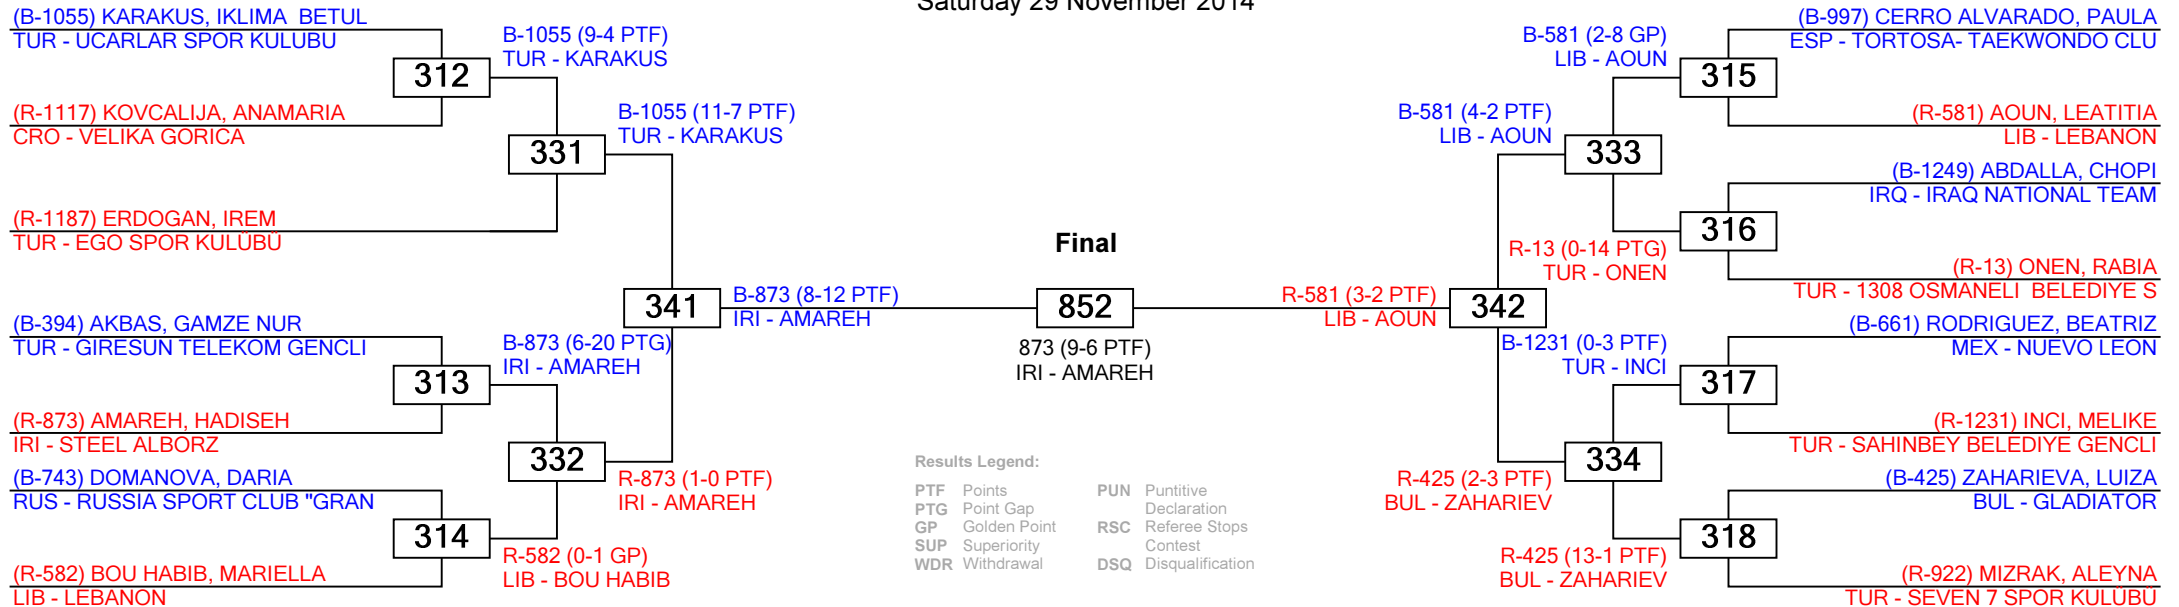 Saturday 29 November 2014
(B-1055) KARAKUS, IKLIMA  BETUL
TUR - UCARLAR SPOR KULUBU
312
(R-1117) KOVCALIJA, ANAMARIA
CRO - VELIKA GORICA
B-1055 (9-4 PTF)
TUR - KARAKUS
331
(R-1187) ERDOGAN, IREM
TUR - EGO SPOR KULÜBÜ
B-1055 (11-7 PTF)
TUR - KARAKUS
341
(B-394) AKBAS, GAMZE NUR
TUR - GIRESUN TELEKOM GENCLI
313
(R-873) AMAREH, HADISEH
IRI - STEEL ALBORZ
B-873 (6-20 PTG)
IRI - AMAREH
332
(B-743) DOMANOVA, DARIA
RUS - RUSSIA SPORT CLUB "GRAN
314
(R-582) BOU HABIB, MARIELLA
LIB - LEBANON
R-582 (0-1 GP)
LIB - BOU HABIB
R-873 (1-0 PTF)
IRI - AMAREH
B-873 (8-12 PTF)
IRI - AMAREH
Final
852
873 (9-6 PTF)
IRI - AMAREH
R-581 (3-2 PTF)
LIB - AOUN
342
B-581 (4-2 PTF)
LIB - AOUN
333
B-581 (2-8 GP)
LIB - AOUN
315
(B-997) CERRO ALVARADO, PAULA
ESP - TORTOSA- TAEKWONDO CLU
(R-581) AOUN, LEATITIA
LIB - LEBANON
(B-1249) ABDALLA, CHOPI
IRQ - IRAQ NATIONAL TEAM
316
R-13 (0-14 PTG)
TUR - ONEN
(R-13) ONEN, RABIA
TUR - 1308 OSMANELI  BELEDIYE S
(B-661) RODRIGUEZ, BEATRIZ
MEX - NUEVO LEON
B-1231 (0-3 PTF)
TUR - INCI
317
(R-1231) INCI, MELIKE
TUR - SAHINBEY BELEDIYE GENCLI
334
R-425 (2-3 PTF)
BUL - ZAHARIEV
(B-425) ZAHARIEVA, LUIZA
BUL - GLADIATOR
318
R-425 (13-1 PTF)
BUL - ZAHARIEV
(R-922) MIZRAK, ALEYNA
TUR - SEVEN 7 SPOR KULÜBÜ
Results Legend:
PTF Points
PTG Point Gap
GP Golden Point
SUP Superiority
WDR Withdrawal
PUN Puntitive
Declaration
RSC Referee Stops
Contest
DSQ Disqualification